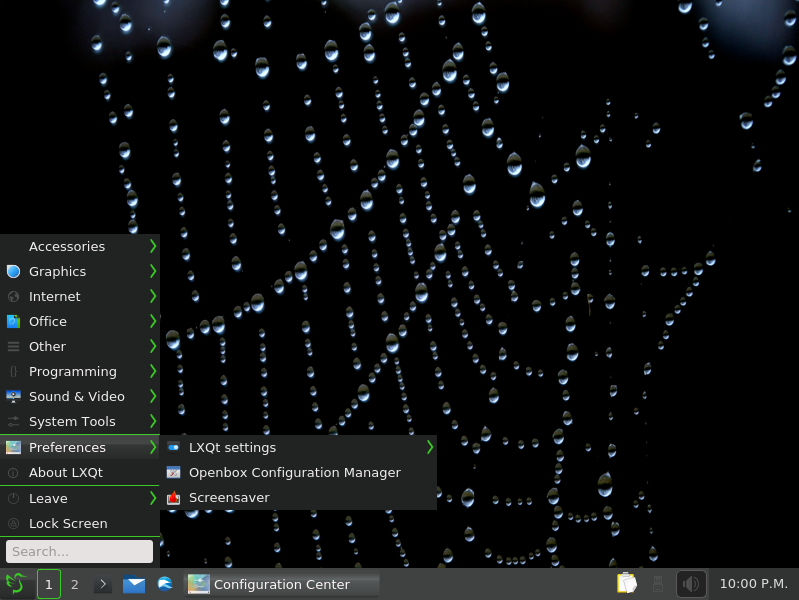 Accessories
Graphics
Internet
Office
Other
Programming
Sound & Video
System Tools
Preferences
LXQt settings
Openbox Configuration Manager
Screensaver
About LXQt
Leave
Lock Screen
Search...
1
2
Configuration Center
10:00 P.M.